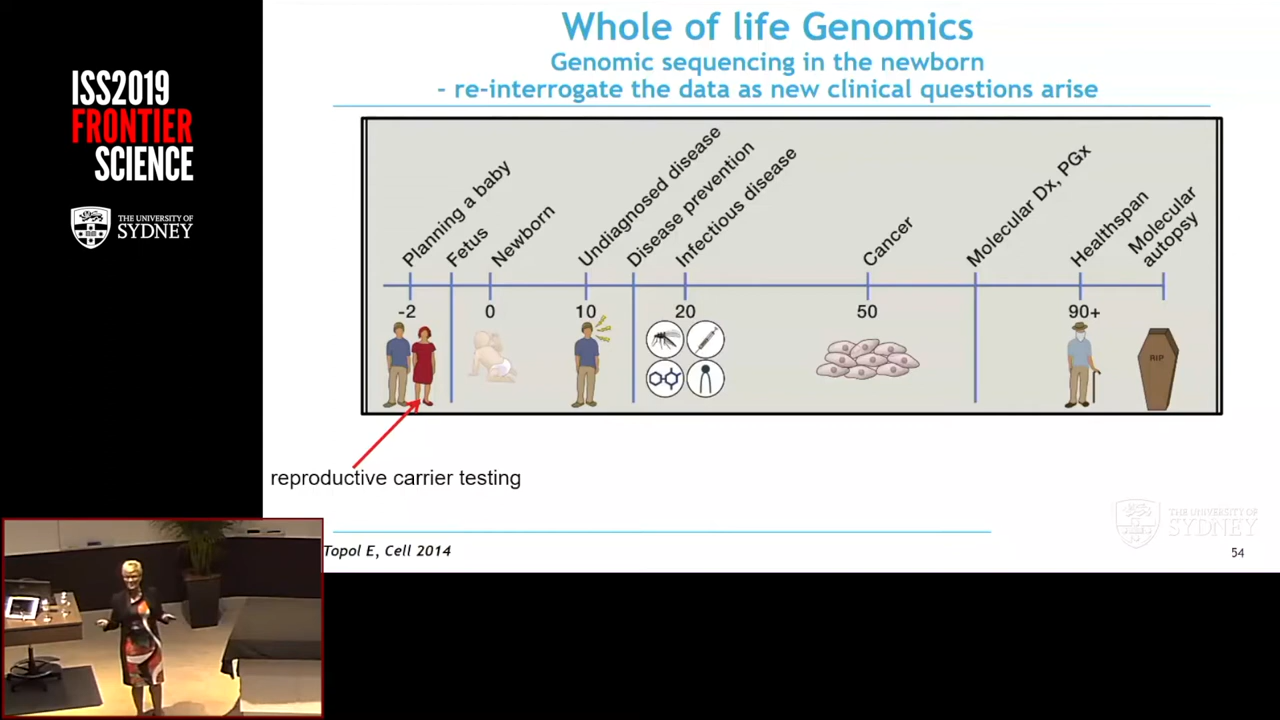 ISS2019
FRONTIER
SCIENCE
THE UNIVERSITY OF
SYDNEY
Whole of life Genomics
Genomic sequencing in the newborn
- re-interrogate the data as new clinical questions arise
Planning a baby
Fetus
Newborn
Undiagnosed disease
Disease prevention
Infectious disease
Cancer
Molecular Dx, PGx
Healthspan
Molecular
autopsy
-2
0
10
20
50
90+
RIP
reproductive carrier testing
THE UNIVERSITY OF
SYDNEY
Topol E, Cell 2014
54